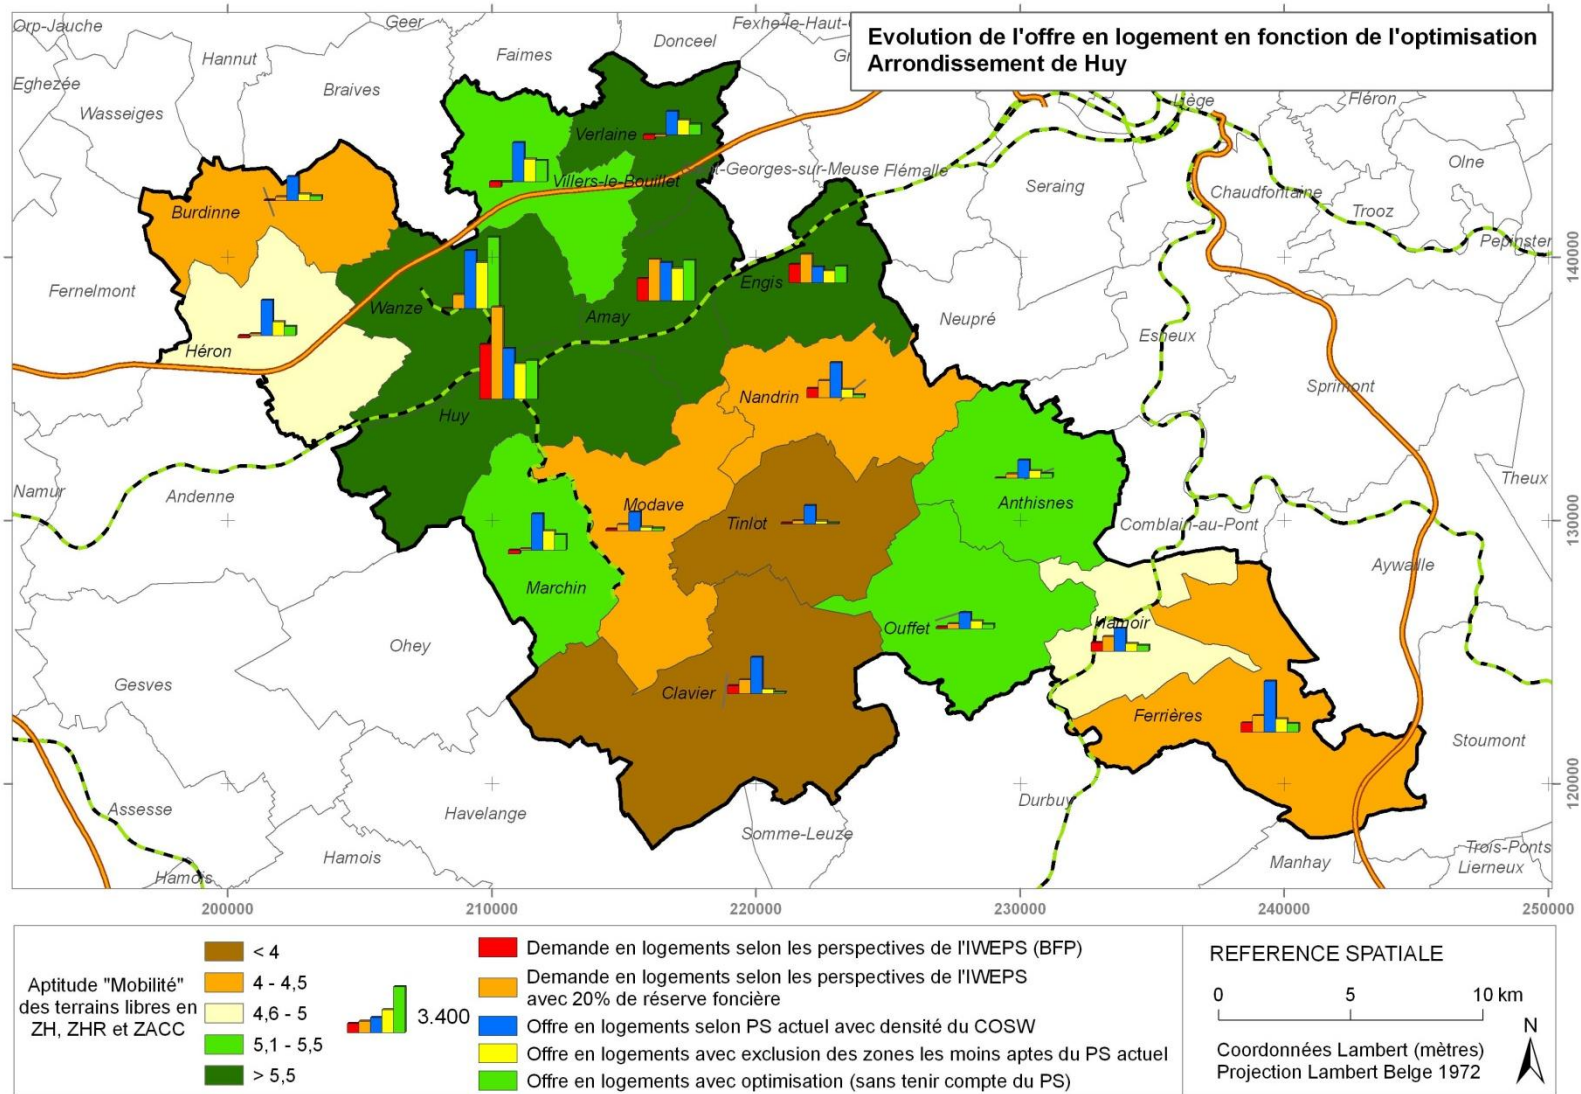 Evolution de l'offre en logement en fonction de l'optimisation
Arrondissement de Huy
Orp-Jauche
Geer
Fexhe-le-Haut-
Hannut
Faimes
Donceel
Eghezée
Braives
Wasseiges
Liège
Fléron
Verlaine
Villers-le-Bouillet
t-Georges-sur-Meuse
Flémalle
Olne
Seraing
Chaudfontaine
Burdinne
Trooz
Pepinster
140000
Fernelmont
Wanze
Engis
Amay
Neupré
Esneux
Héron
Sprimont
Huy
Nandrin
Namur
Andenne
Modave
Tinlot
Anthisnes
Theux
Comblain-au-Pont
130000
Marchin
Aywaille
Ouffet
Hamoir
Ohey
Gesves
Clavier
Ferrières
Stoumont
Assesse
Havelange
Durbuy
120000
Somme-Leuze
Hamois
Hamois
Manhay
Trois-Ponts
Lierneux
200000
210000
220000
230000
240000
250000
Aptitude "Mobilité"
des terrains libres en
ZH, ZHR et ZACC
< 4
4 - 4,5
4,6 - 5
5,1 - 5,5
> 5,5
3.400
Demande en logements selon les perspectives de l'IWEPS (BFP)
Demande en logements selon les perspectives de l'IWEPS
avec 20% de réserve foncière
Offre en logements selon PS actuel avec densité du COSW
Offre en logements avec exclusion des zones les moins aptes du PS actuel
Offre en logements avec optimisation (sans tenir compte du PS)
REFERENCE SPATIALE
0 5 10 km
N
Coordonnées Lambert (mètres)
Projection Lambert Belge 1972